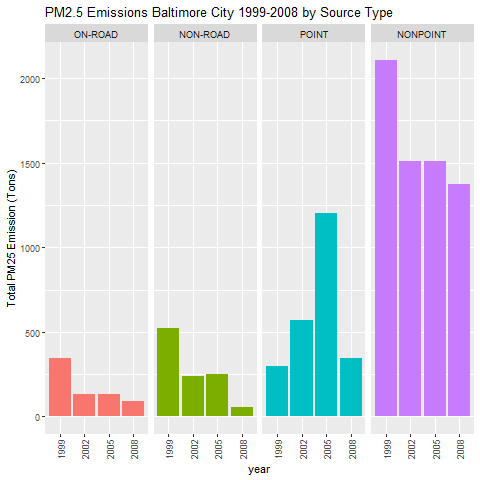 PM2.5 Emissions Baltimore City 1999-2008 by Source Type
ON-ROAD NON-ROAD POINT NONPOINT
Total PM25 Emission (Tons)
2000
1500
1000
500
0
1999 2002 2005 2008 1999 2002 2005 2008 1999 2002 2005 2008 1999 2002 2005 2008
year